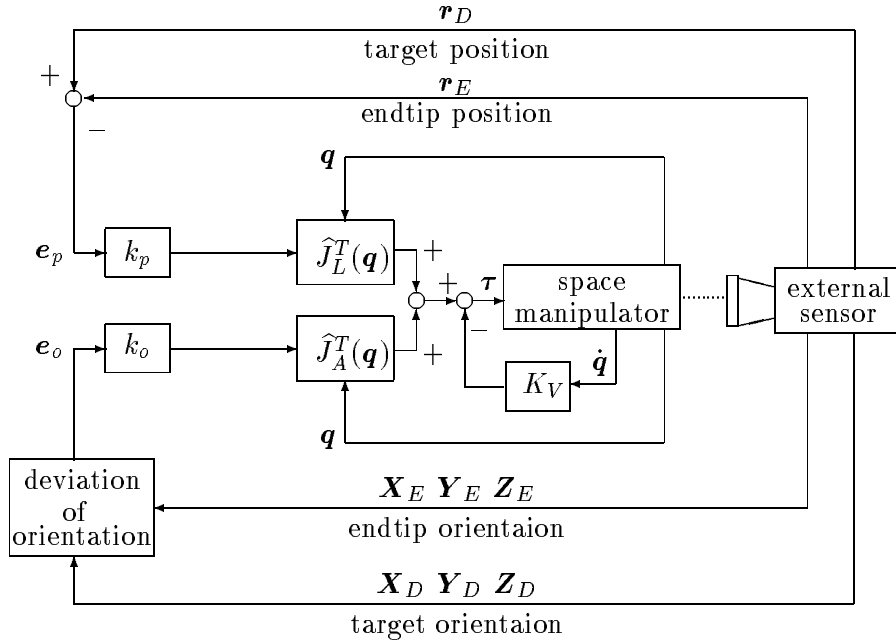 r_D
target position
+
r_E
endtip position
−
q
e_p
k_p
Ĵ_L^T(q)
+
+
τ
space
manipulator
external
sensor
−
e_o
k_o
Ĵ_A^T(q)
+
q̇
K_V
q
deviation
of
orientation
X_E Y_E Z_E
endtip orientaion
X_D Y_D Z_D
target orientaion